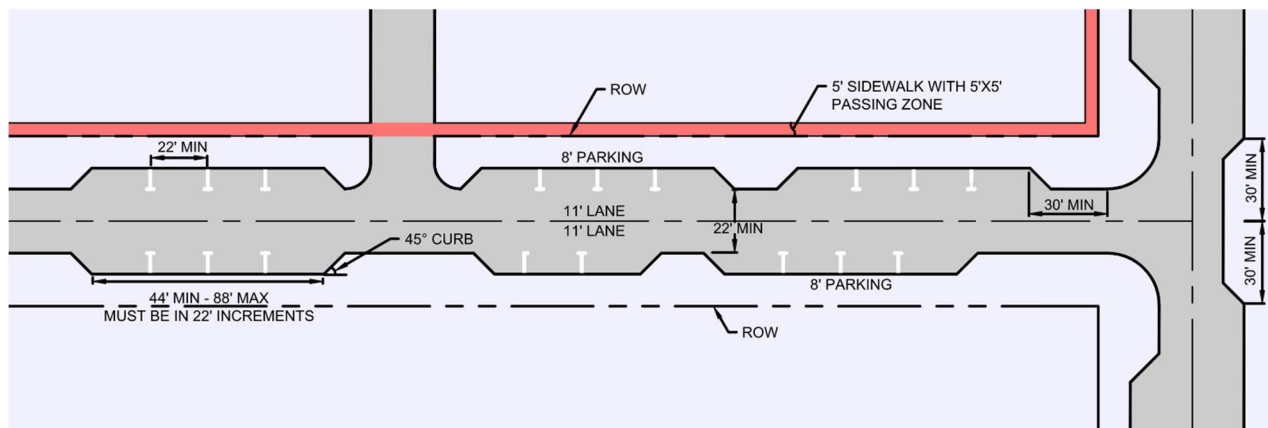 ROW
5' SIDEWALK WITH 5'X5'
PASSING ZONE
22' MIN
8' PARKING
30' MIN
11' LANE
11' LANE
22' MIN
30' MIN
45° CURB
30' MIN
44' MIN - 88' MAX
MUST BE IN 22' INCREMENTS
8' PARKING
ROW